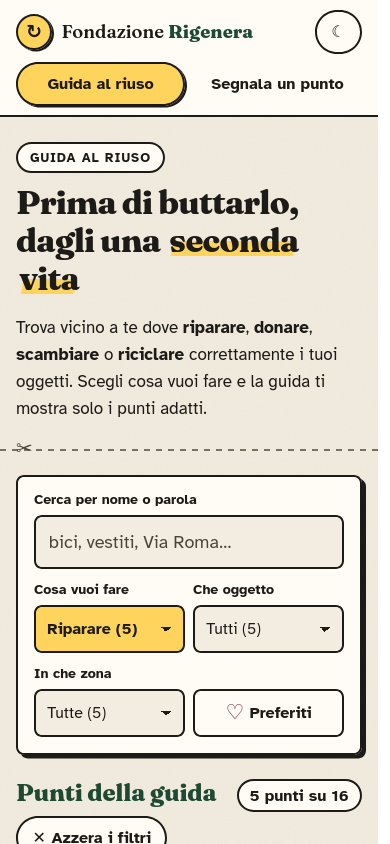 Fondazione Rigenera
Guida al riuso
Segnala un punto
GUIDA AL RIUSO
Prima di buttarlo,
dagli una seconda
vita
Trova vicino a te dove riparare, donare,
scambiare o riciclare correttamente i tuoi
oggetti. Scegli cosa vuoi fare e la guida ti
mostra solo i punti adatti.
Cerca per nome o parola
bici, vestiti, Via Roma...
Cosa vuoi fare
Che oggetto
Riparare (5)
Tutti (5)
In che zona
Tutte (5)
♡ Preferiti
Punti della guida
5 punti su 16
✕ Azzera i filtri